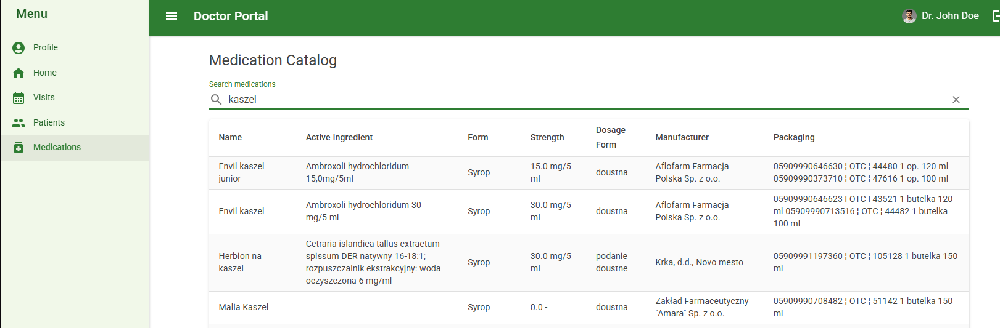 Menu
Doctor Portal
Dr. John Doe
Profile
Home
Visits
Patients
Medications
Medication Catalog
Search medications
kaszel
Name
Active Ingredient
Form
Strength
Dosage
Form
Manufacturer
Packaging
Envil kaszel
junior
Ambroxoli hydrochloridum
15,0mg/5ml
Syrop
15.0 mg/5
ml
doustna
Aflofarm Farmacja
Polska Sp. z o.o.
05909990646630 ¦ OTC ¦ 44480 1 op. 120 ml
05909990373710 ¦ OTC ¦ 47616 1 op. 100 ml
Envil kaszel
Ambroxoli hydrochloridum 30
mg/5 ml
Syrop
30.0 mg/5
ml
doustna
Aflofarm Farmacja
Polska Sp. z o.o.
05909990646623 ¦ OTC ¦ 43521 1 butelka 120
ml 05909990713516 ¦ OTC ¦ 44482 1 butelka
100 ml
Herbion na
kaszel
Cetraria islandica tallus extractum
spissum DER natywny 16-18:1;
rozpuszczalnik ekstrakcyjny: woda
oczyszczona 6 mg/ml
Syrop
30.0 mg/5
ml
podanie
doustne
Krka, d.d., Novo mesto
05909991197360 ¦ OTC ¦ 105128 1 butelka 150
ml
Malia Kaszel
Syrop
0.0 -
doustna
Zakład Farmaceutyczny
"Amara" Sp. z o.o.
05909990708482 ¦ OTC ¦ 51142 1 butelka 150
ml